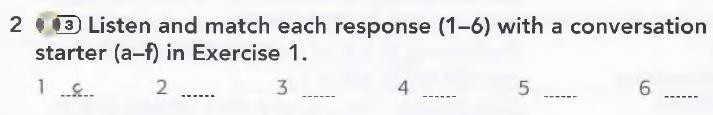 2 3 Listen and match each response (1–6) with a conversation
starter (a–f) in Exercise 1.
1 ..c.. 2 ...... 3 ...... 4 ...... 5 ...... 6 ......